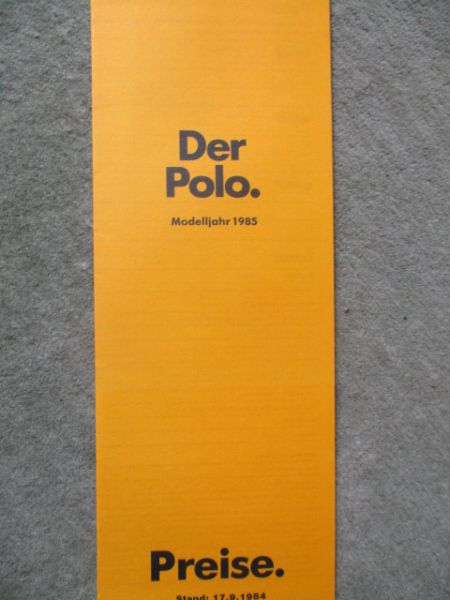 Der
Polo.
Modelljahr 1985
Preise.
Stand: 17.9.1984